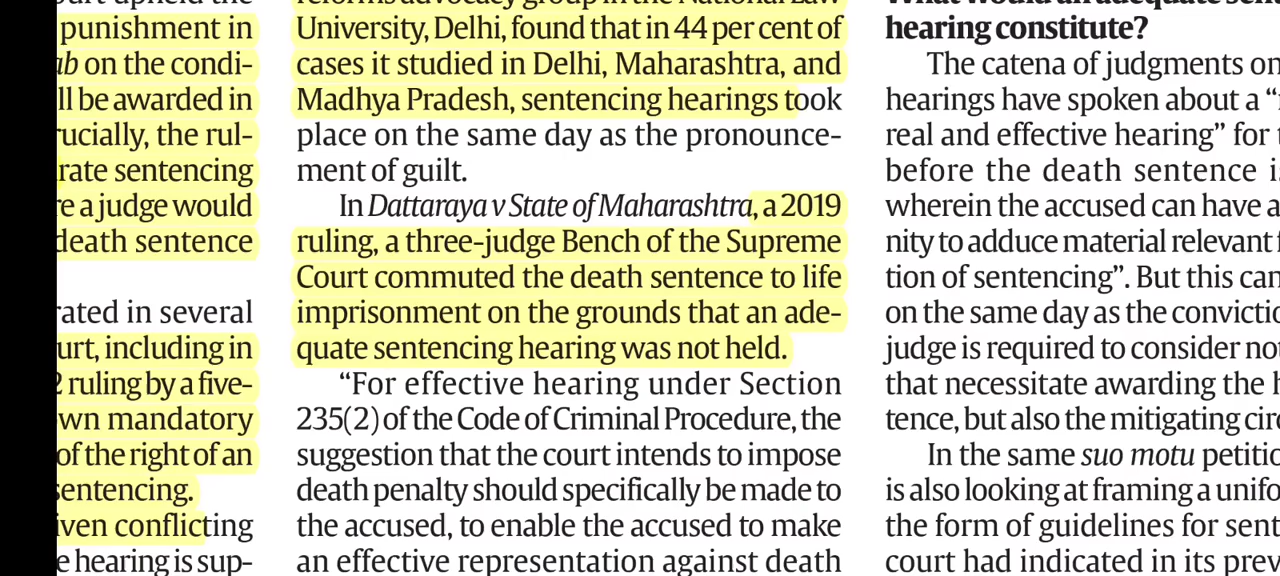 punishment in
on the condi-
ll be awarded in
rucially, the rul-
rate sentencing
re a judge would
death sentence
rated in several
urt, including in
2 ruling by a five-
own mandatory
of the right of an
sentencing.
iven conflicting
e hearing is sup-
University, Delhi, found that in 44 per cent of
cases it studied in Delhi, Maharashtra, and
Madhya Pradesh, sentencing hearings took
place on the same day as the pronounce-
ment of guilt.
In Dattaraya v State of Maharashtra, a 2019
ruling, a three-judge Bench of the Supreme
Court commuted the death sentence to life
imprisonment on the grounds that an ade-
quate sentencing hearing was not held.
“For effective hearing under Section
235(2) of the Code of Criminal Procedure, the
suggestion that the court intends to impose
death penalty should specifically be made to
the accused, to enable the accused to make
an effective representation against death
hearing constitute?
The catena of judgments on
hearings have spoken about a “
real and effective hearing” for
before the death sentence
wherein the accused can have a
nity to adduce material relevant
tion of sentencing”. But this can
on the same day as the convictio
judge is required to consider no
that necessitate awarding the
tence, but also the mitigating cir
In the same suo motu petitio
is also looking at framing a unifo
the form of guidelines for sent
court had indicated in its prev